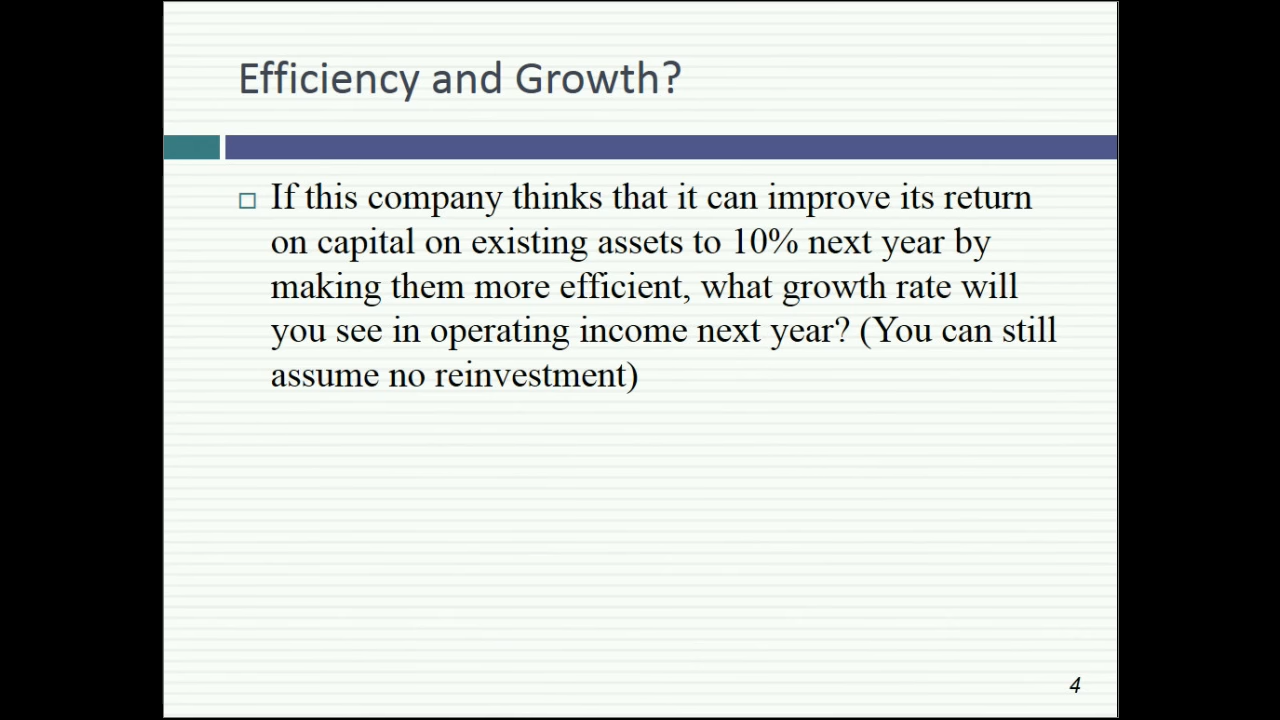 Efficiency and Growth?
If this company thinks that it can improve its return
on capital on existing assets to 10% next year by
making them more efficient, what growth rate will
you see in operating income next year? (You can still
assume no reinvestment)
4